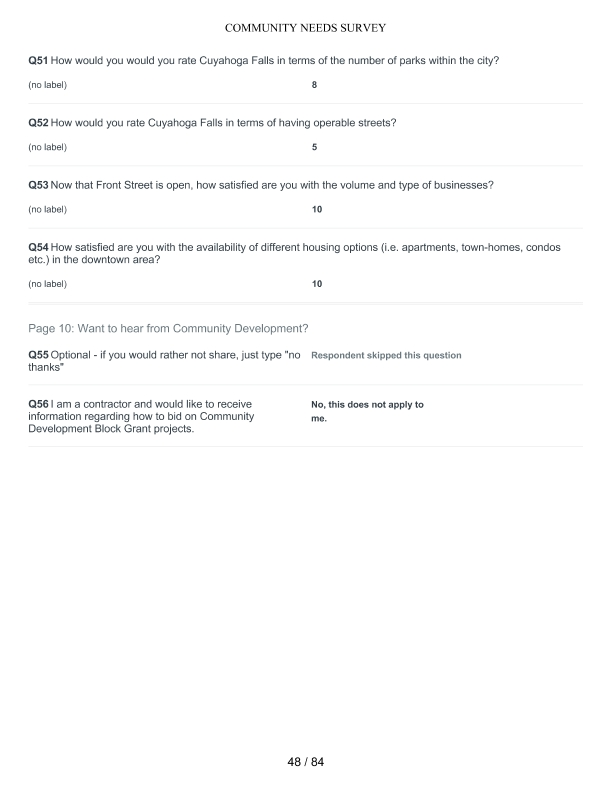 COMMUNITY NEEDS SURVEY
Q51 How would you would you rate Cuyahoga Falls in terms of the number of parks within the city?
(no label) 8
Q52 How would you rate Cuyahoga Falls in terms of having operable streets?
(no label) 5
Q53 Now that Front Street is open, how satisfied are you with the volume and type of businesses?
(no label) 10
Q54 How satisfied are you with the availability of different housing options (i.e. apartments, town-homes, condos
etc.) in the downtown area?
(no label) 10
Page 10: Want to hear from Community Development?
Q55 Optional - if you would rather not share, just type "no
thanks"
Respondent skipped this question
Q56 I am a contractor and would like to receive
information regarding how to bid on Community
Development Block Grant projects.
No, this does not apply to
me.
48 / 84